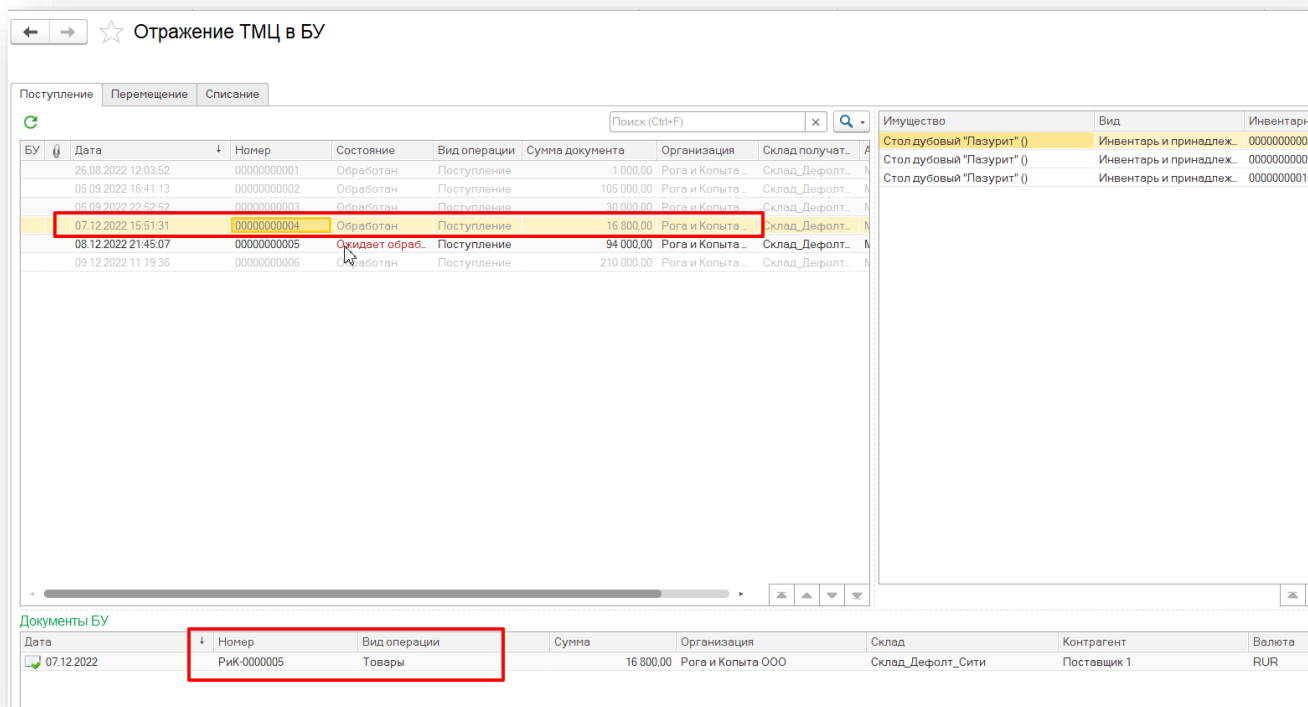 Отражение ТМЦ в БУ
Поступление Перемещение Списание
Поиск (Ctrl+F)
БУ Дата Номер Состояние Вид операции Сумма документа Организация Склад получат...
26.08.2022 12:03:52 00000000001 Обработан Поступление 1 000,00 Рога и Копыта ... Склад_Дефолт...
05.09.2022 16:41:13 00000000002 Обработан Поступление 105 000,00 Рога и Копыта ... Склад_Дефолт...
05.09.2022 22:52:52 00000000003 Обработан Поступление 30 000,00 Рога и Копыта ... Склад_Дефолт...
07.12.2022 15:51:31 00000000004 Обработан Поступление 16 800,00 Рога и Копыта ... Склад_Дефолт...
08.12.2022 21:45:07 00000000005 Ожидает обраб... Поступление 94 000,00 Рога и Копыта ... Склад_Дефолт...
09.12.2022 11:19:36 00000000006 Обработан Поступление 210 000,00 Рога и Копыта ... Склад_Дефолт...
Имущество Вид Инвентарн
Стол дубовый "Лазурит" () Инвентарь и принадлеж... 0000000000
Стол дубовый "Лазурит" () Инвентарь и принадлеж... 0000000000
Стол дубовый "Лазурит" () Инвентарь и принадлеж... 0000000001
Документы БУ
Дата Номер Вид операции Сумма Организация Склад Контрагент Валюта
07.12.2022 РиК-0000005 Товары 16 800,00 Рога и Копыта ООО Склад_Дефолт_Сити Поставщик 1 RUR